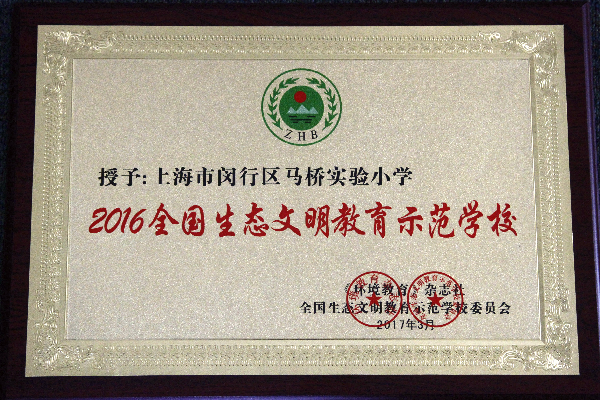 ZHB
授予:上海市闵行区马桥实验小学
2016全国生态文明教育示范学校
环境教育 杂志社
全国生态文明教育示范学校委员会
2017年3月